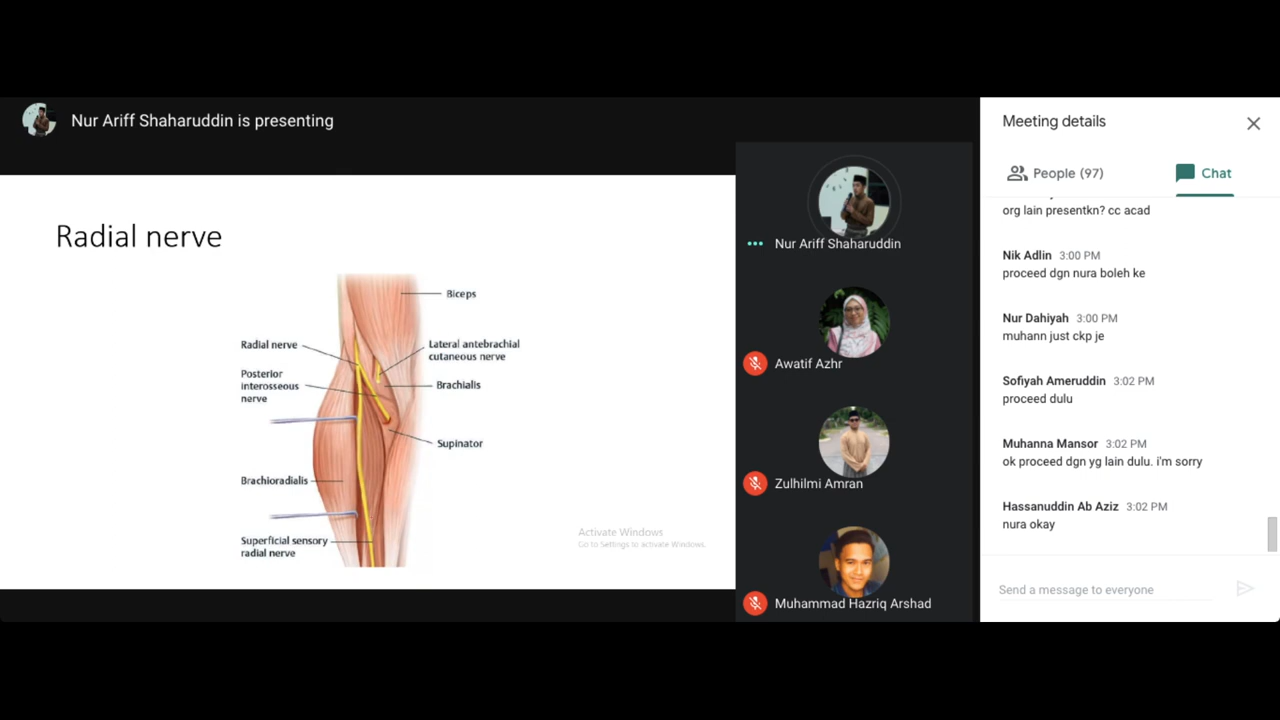 Nur Ariff Shaharuddin is presenting
Radial nerve
Biceps
Radial nerve
Lateral antebrachial
cutaneous nerve
Posterior
interosseous
nerve
Brachialis
Supinator
Brachioradialis
Superficial sensory
radial nerve
Activate Windows
Go to Settings to activate Windows.
Nur Ariff Shaharuddin
Awatif Azhr
Zulhilmi Amran
Muhammad Hazriq Arshad
Meeting details
People (97)
Chat
org lain presentkn? cc acad
Nik Adlin 3:00 PM
proceed dgn nura boleh ke
Nur Dahiyah 3:00 PM
muhann just ckp je
Sofiyah Ameruddin 3:02 PM
proceed dulu
Muhanna Mansor 3:02 PM
ok proceed dgn yg lain dulu. i'm sorry
Hassanuddin Ab Aziz 3:02 PM
nura okay
Send a message to everyone